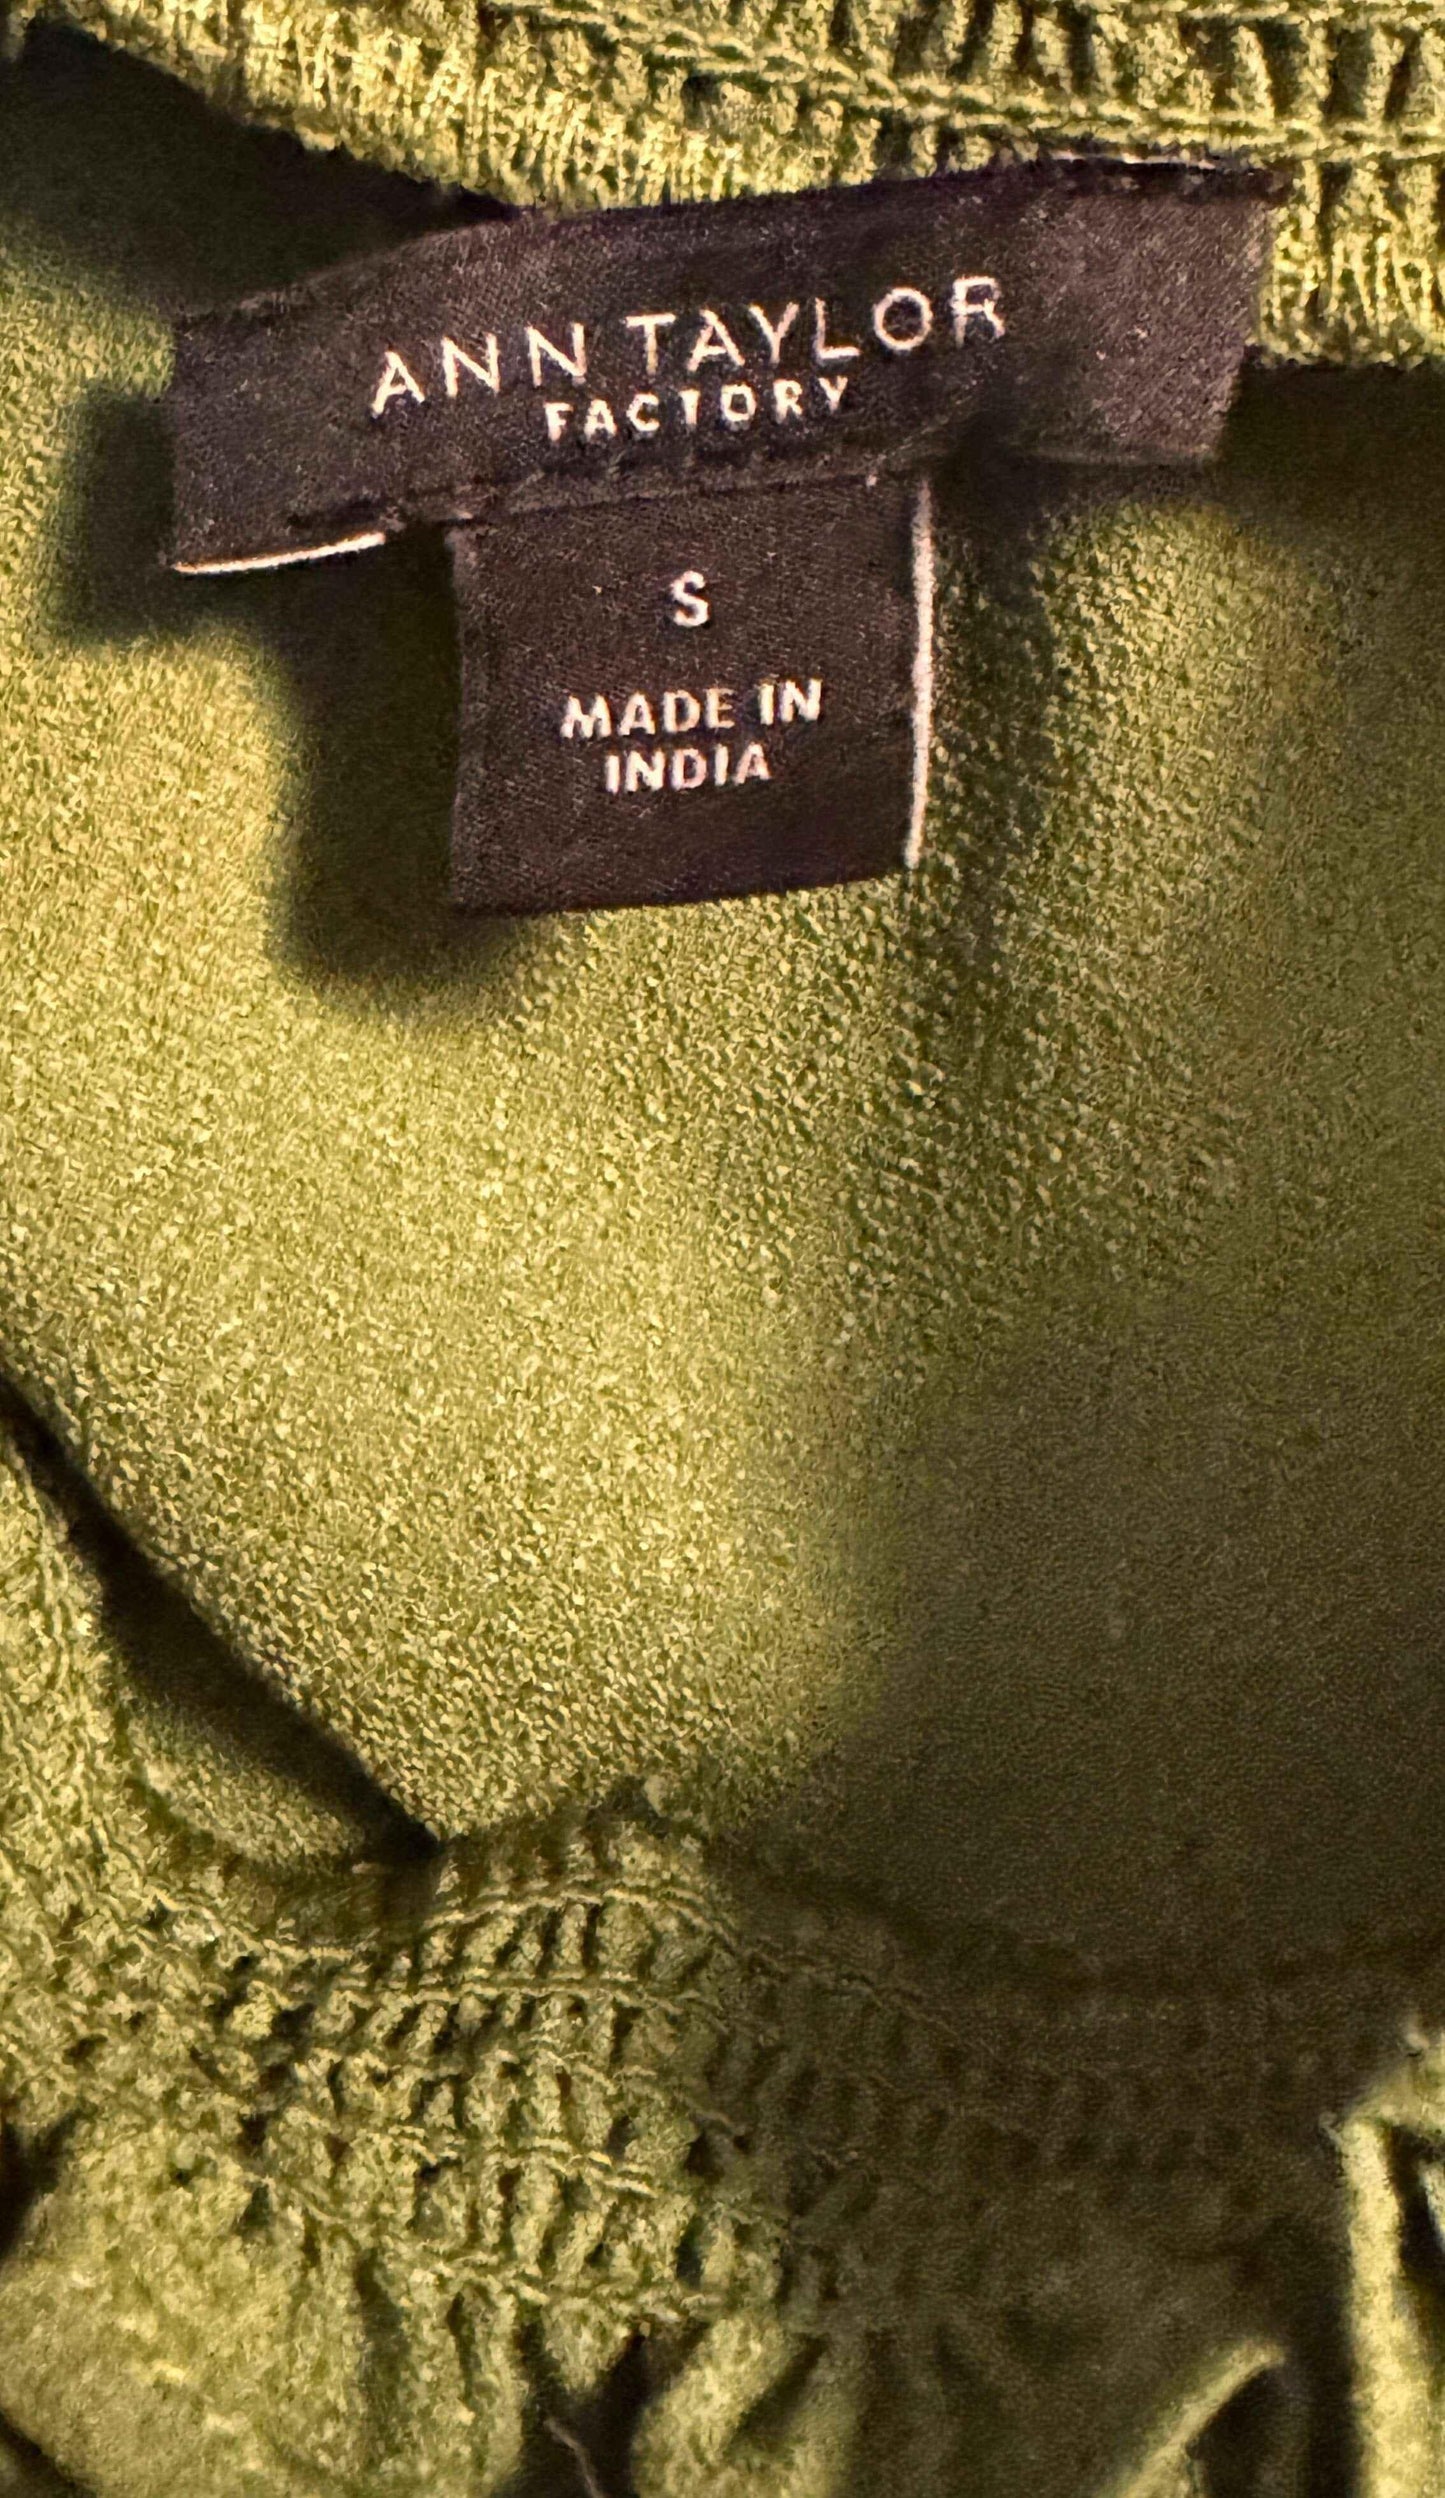 ANN TAYLOR
FACTORY
S
MADE IN
INDIA